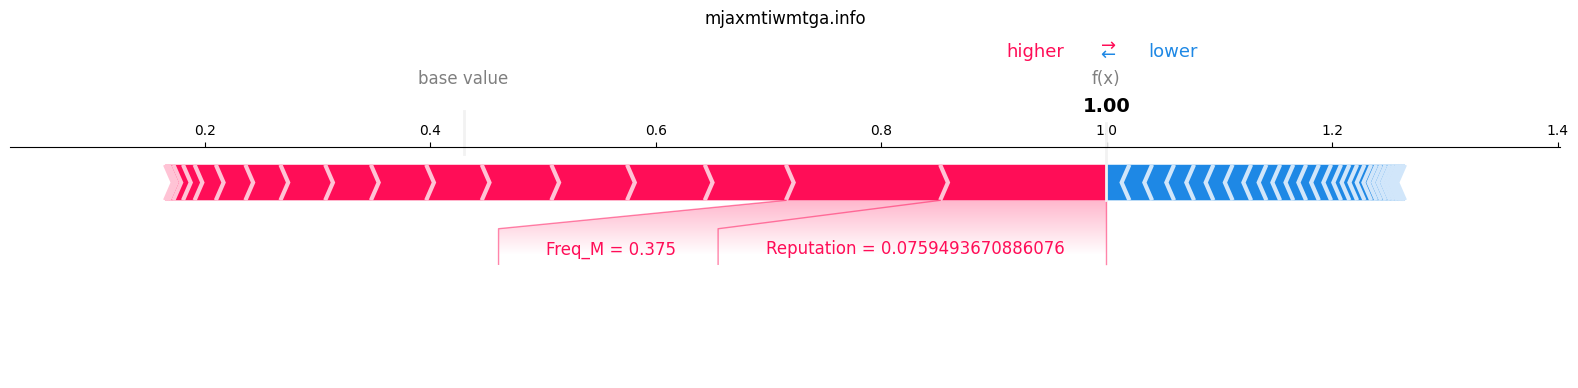 mjaxmtiwmtga.info
higher ⇄ lower
base value f(x)
1.00
0.2 0.4 0.6 0.8 1.0 1.2 1.4
Freq_M = 0.375 Reputation = 0.0759493670886076